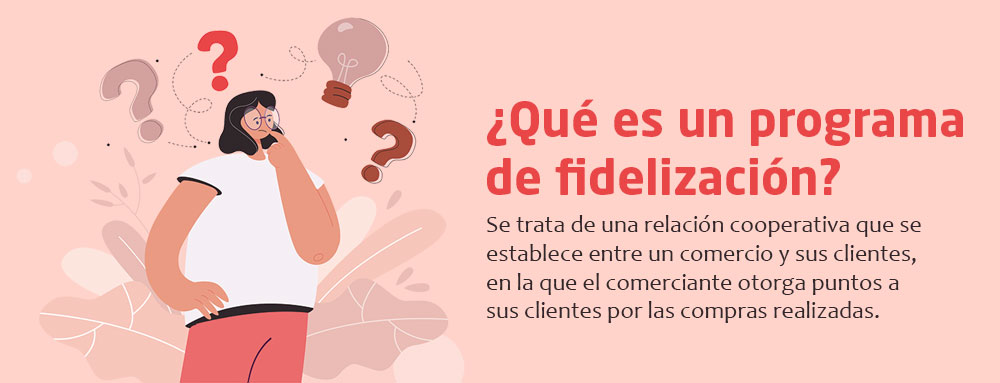 ¿Qué es un programa
de fidelización?
Se trata de una relación cooperativa que se
establece entre un comercio y sus clientes,
en la que el comerciante otorga puntos a
sus clientes por las compras realizadas.